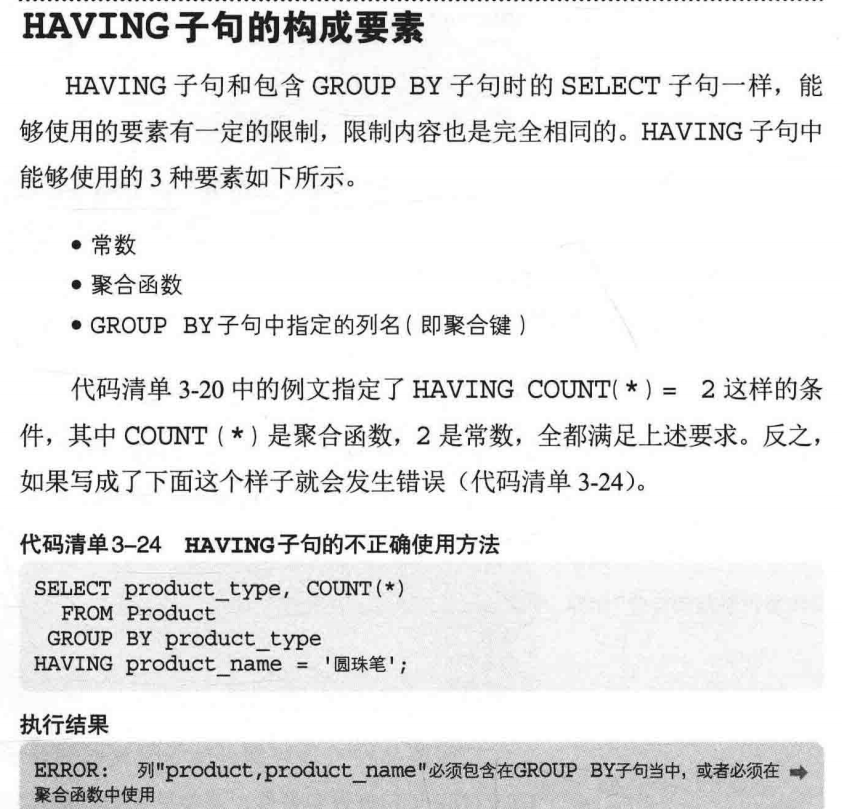 HAVING子句的构成要素
HAVING 子句和包含 GROUP BY 子句时的 SELECT 子句一样，能
够使用的要素有一定的限制，限制内容也是完全相同的。HAVING 子句中
能够使用的 3 种要素如下所示。
● 常数
● 聚合函数
● GROUP BY子句中指定的列名（即聚合键）
代码清单 3-20 中的例文指定了 HAVING COUNT(*) = 2 这样的条
件，其中 COUNT (*) 是聚合函数，2 是常数，全都满足上述要求。反之，
如果写成了下面这个样子就会发生错误（代码清单 3-24）。
代码清单3-24 HAVING子句的不正确使用方法
SELECT product_type, COUNT(*)
FROM Product
GROUP BY product_type
HAVING product_name = '圆珠笔';
执行结果
ERROR: 列"product,product_name"必须包含在GROUP BY子句当中，或者必须在 ➡
聚合函数中使用